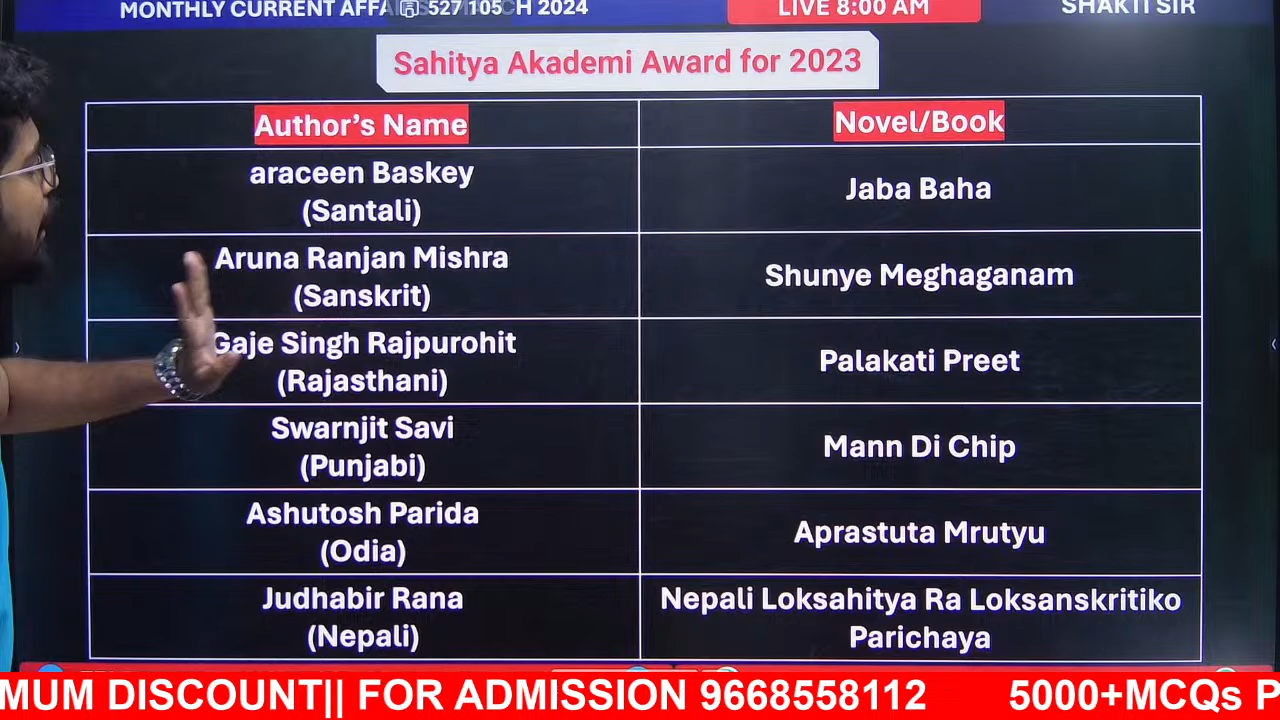 MONTHLY CURRENT AFFA 527 105 CH 2024
LIVE 8:00 AM
SHAKTI SIR
Sahitya Akademi Award for 2023
Author's Name
Novel/Book
araceen Baskey
(Santali)
Jaba Baha
Aruna Ranjan Mishra
(Sanskrit)
Shunye Meghaganam
Gaje Singh Rajpurohit
(Rajasthani)
Palakati Preet
Swarnjit Savi
(Punjabi)
Mann Di Chip
Ashutosh Parida
(Odia)
Aprastuta Mrutyu
Judhabir Rana
(Nepali)
Nepali Loksahitya Ra Loksanskritiko
Parichaya
MUM DISCOUNT|| FOR ADMISSION 9668558112 5000+MCQs P